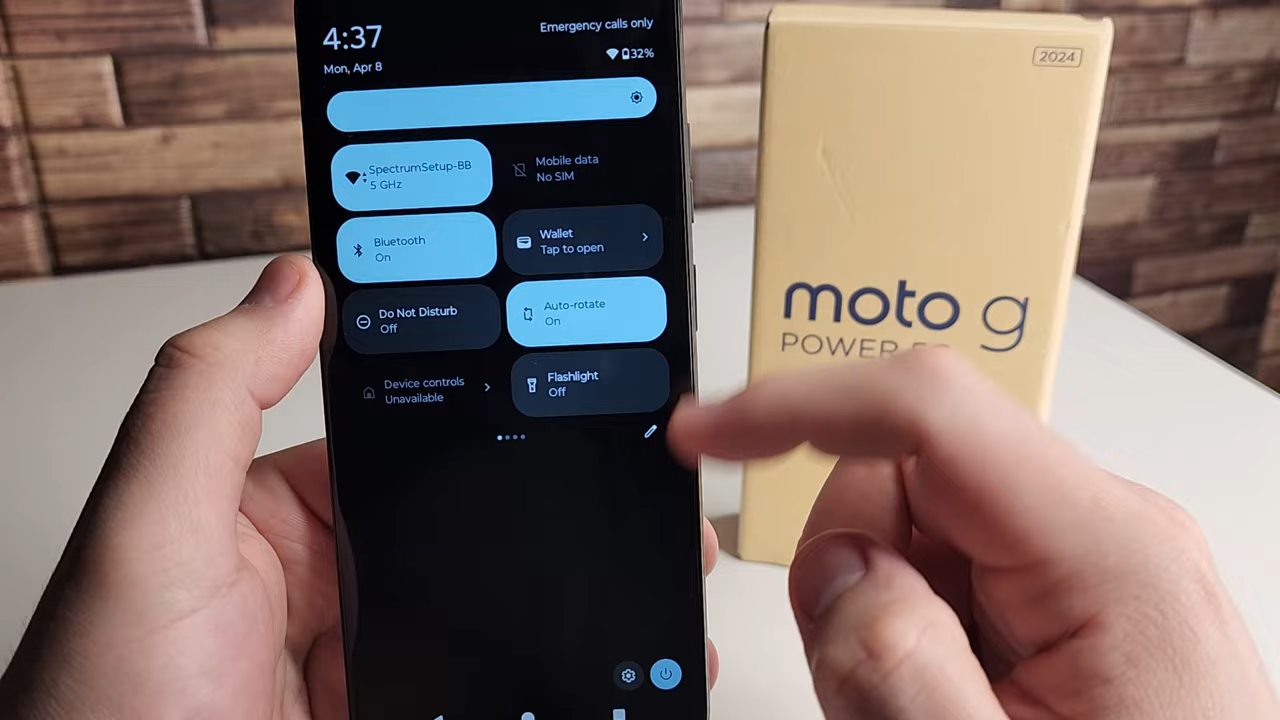 4:37
Emergency calls only
Mon, Apr 8
32%
SpectrumSetup-BB
5 GHz
Mobile data
No SIM
Bluetooth
On
Wallet
Tap to open
Do Not Disturb
Off
Auto-rotate
On
Device controls
Unavailable
Flashlight
Off
2024
moto g
POWER